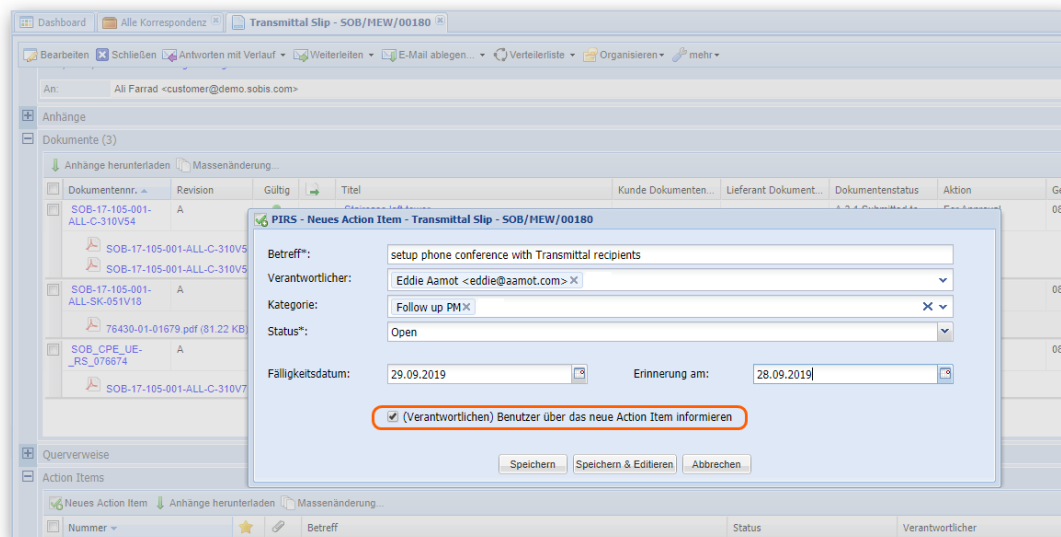 Dashboard Alle Korrespondenz Transmittal Slip - SOB/MEW/00180
Bearbeiten Schließen Antworten mit Verlauf Weiterleiten E-Mail ablegen... Verteilerliste Organisieren mehr
An: Ali Farrad <customer@demo.sobis.com>
Anhänge
Dokumente (3)
Anhänge herunterladen Massenänderung...
Dokumentennr. Revision Gültig Titel Kunde Dokumenten... Lieferant Dokument... Dokumentenstatus Aktion
SOB-17-105-001- A
ALL-C-310V54
SOB-17-105-001-ALL-C-310V5
SOB-17-105-001-ALL-C-310V5
SOB-17-105-001- A
ALL-SK-051V18
76430-01-01679.pdf (81.22 KB)
SOB_CPE_UE- A
_RS_076674
SOB-17-105-001-ALL-C-310V7
PIRS - Neues Action Item - Transmittal Slip - SOB/MEW/00180
Betreff*: setup phone conference with Transmittal recipients
Verantwortlicher: Eddie Aamot <eddie@aamot.com>
Kategorie: Follow up PM
Status*: Open
Fälligkeitsdatum: 29.09.2019 Erinnerung am: 28.09.2019
(Verantwortlichen) Benutzer über das neue Action Item informieren
Speichern Speichern & Editieren Abbrechen
Querverweise
Action Items
Neues Action Item Anhänge herunterladen Massenänderung...
Nummer Betreff Status Verantwortlicher